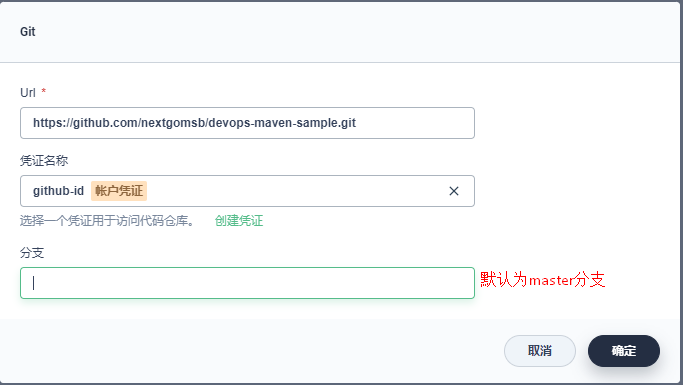 Git
Url *
https://github.com/nextgomsb/devops-maven-sample.git
凭证名称
github-id 帐户凭证
选择一个凭证用于访问代码仓库。 创建凭证
分支
默认为master分支
取消 确定